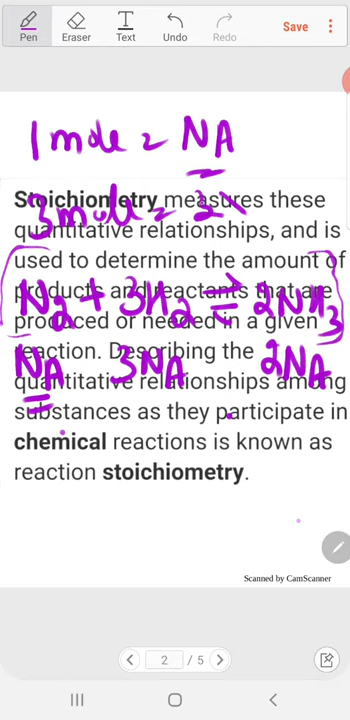 Pen Eraser Text Undo Redo Save
1 mole = NA
Stoichiometry measures these
3 mole = 3×
quantitative relationships, and is
used to determine the amount of
products and reactants that are
N2 + 3H2 ⇌ 2NH3
produced or needed in a given
reaction. Describing the
NA 3NA 2NA
quantitative relationships among
substances as they participate in
chemical reactions is known as
reaction stoichiometry.
Scanned by CamScanner
2 / 5